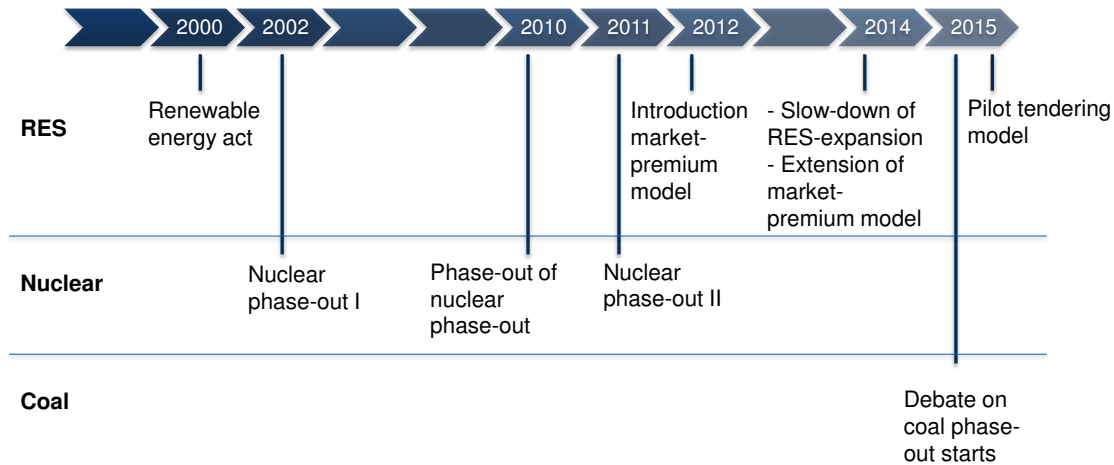 2000 2002 2010 2011 2012 2014 2015
RES
Renewable
energy act
Introduction
market-
premium
model
- Slow-down of
RES-expansion
- Extension of
market-
premium model
Pilot tendering
model
Nuclear
Nuclear
phase-out I
Phase-out of
nuclear
phase-out
Nuclear
phase-out II
Coal
Debate on
coal phase-
out starts